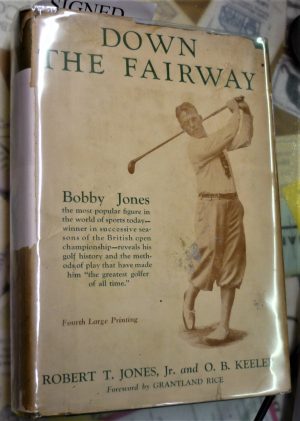 SIGNED
DOWN
THE FAIRWAY
Bobby Jones
the most popular figure in
the world of sports today—
winner in successive sea-
sons of the British open
championship—reveals his
golf history and the meth-
ods of play that have made
him "the greatest golfer
of all time."
Fourth Large Printing
ROBERT T. JONES, Jr. and O. B. KEELE
Foreword by GRANTLAND RICE